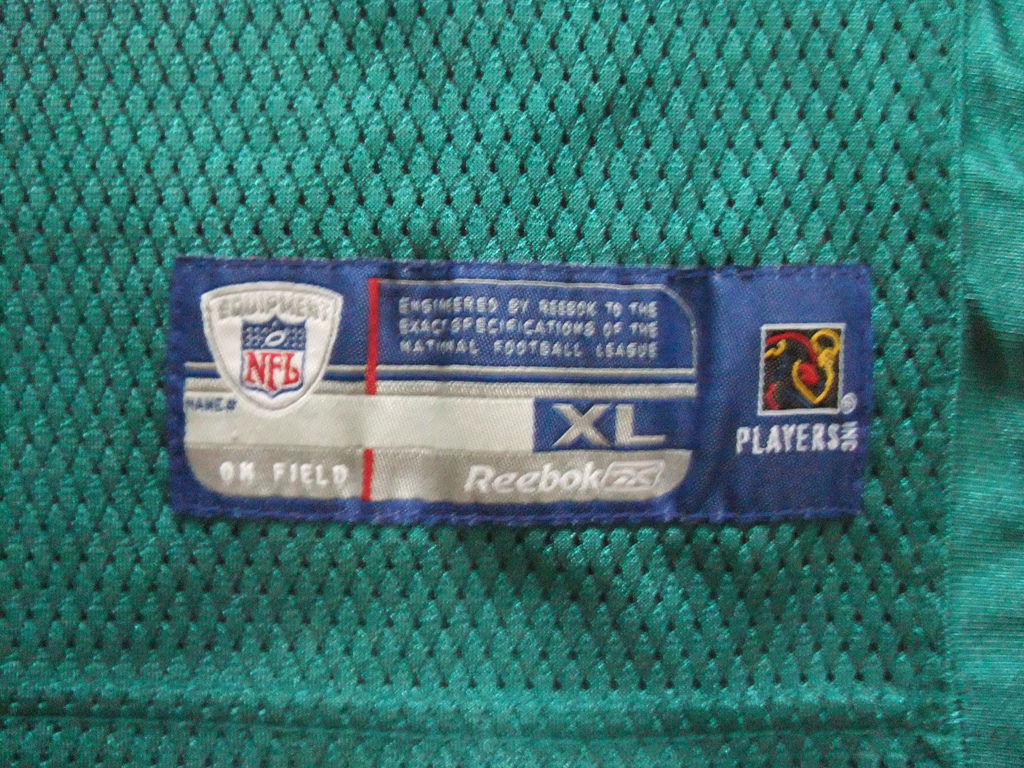 EQUIPMENT
NFL
ENGINEERED BY REEBOK TO THE
EXACT SPECIFICATIONS OF THE
NATIONAL FOOTBALL LEAGUE
NAME#
XL
ON FIELD
Reebok
PLAYERS INC
®